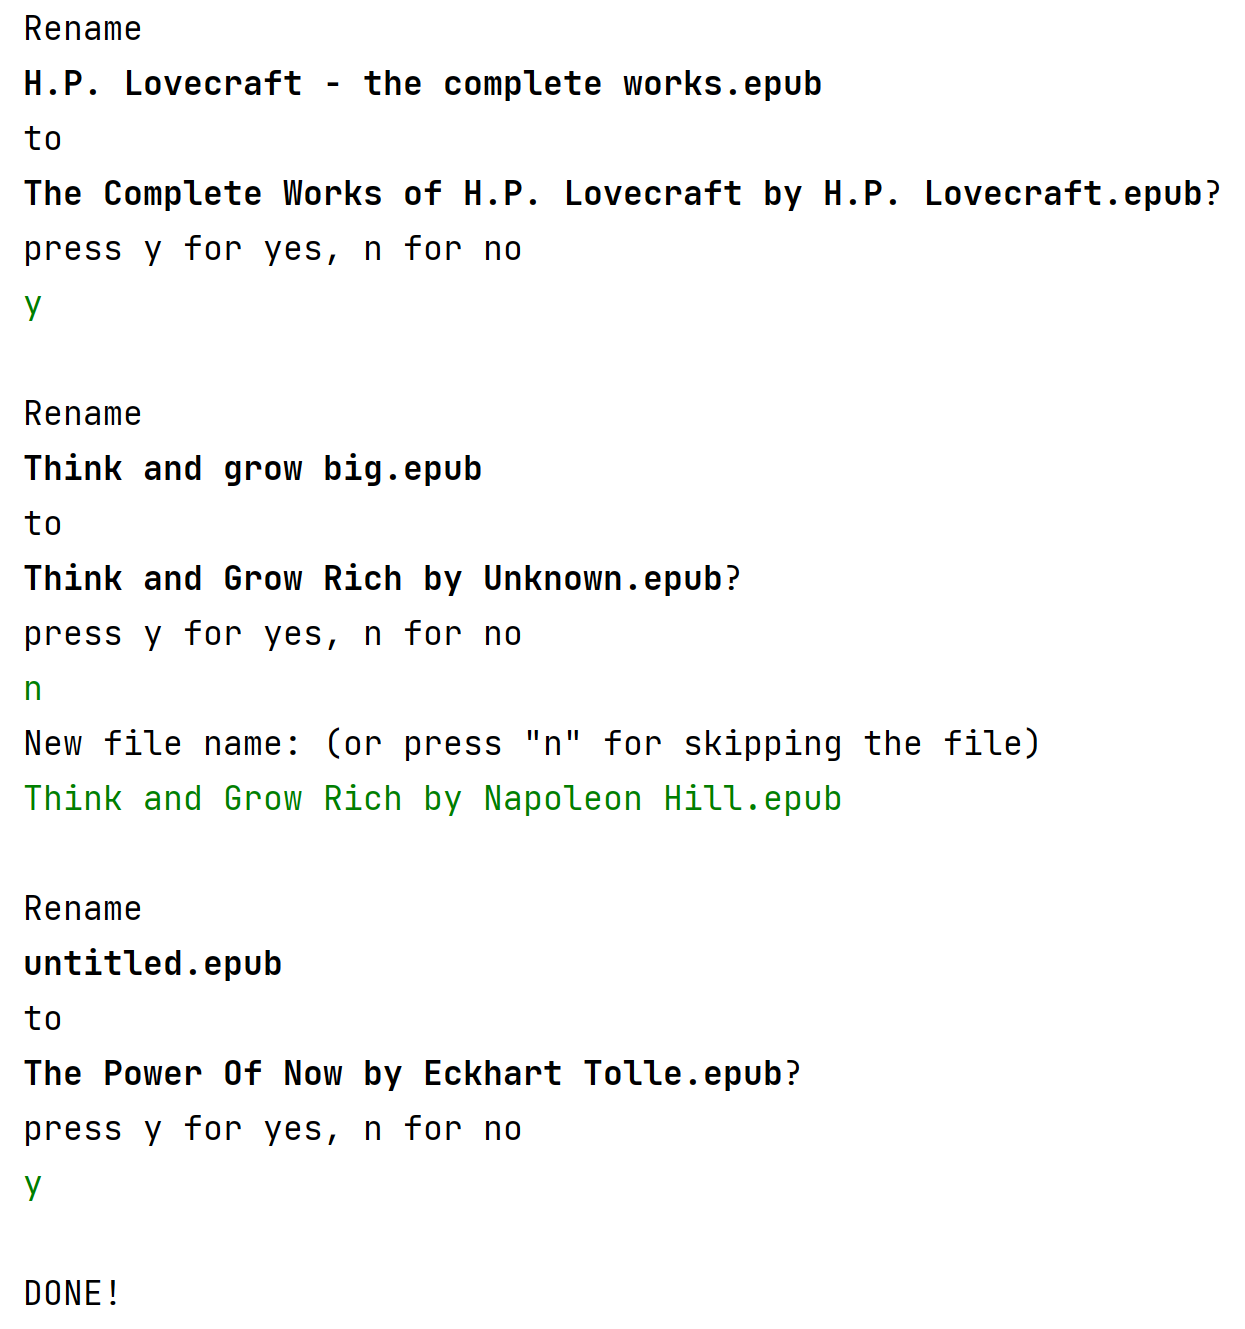 Rename
H.P. Lovecraft - the complete works.epub
to
The Complete Works of H.P. Lovecraft by H.P. Lovecraft.epub?
press y for yes, n for no
y
Rename
Think and grow big.epub
to
Think and Grow Rich by Unknown.epub?
press y for yes, n for no
n
New file name: (or press "n" for skipping the file)
Think and Grow Rich by Napoleon Hill.epub
Rename
untitled.epub
to
The Power Of Now by Eckhart Tolle.epub?
press y for yes, n for no
y
DONE!